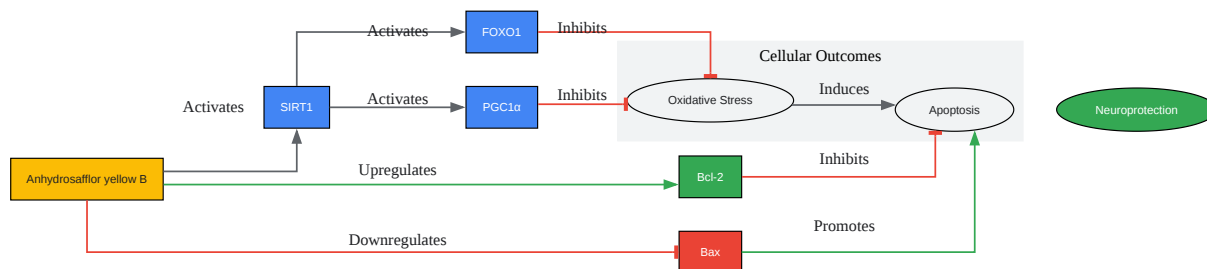 FOXO1
Activates
Inhibits
Cellular Outcomes
SIRT1
Activates
Activates
PGC1α
Inhibits
Oxidative Stress
Induces
Apoptosis
Neuroprotection
Anhydrosafflor yellow B
Upregulates
Bcl-2
Inhibits
Downregulates
Bax
Promotes